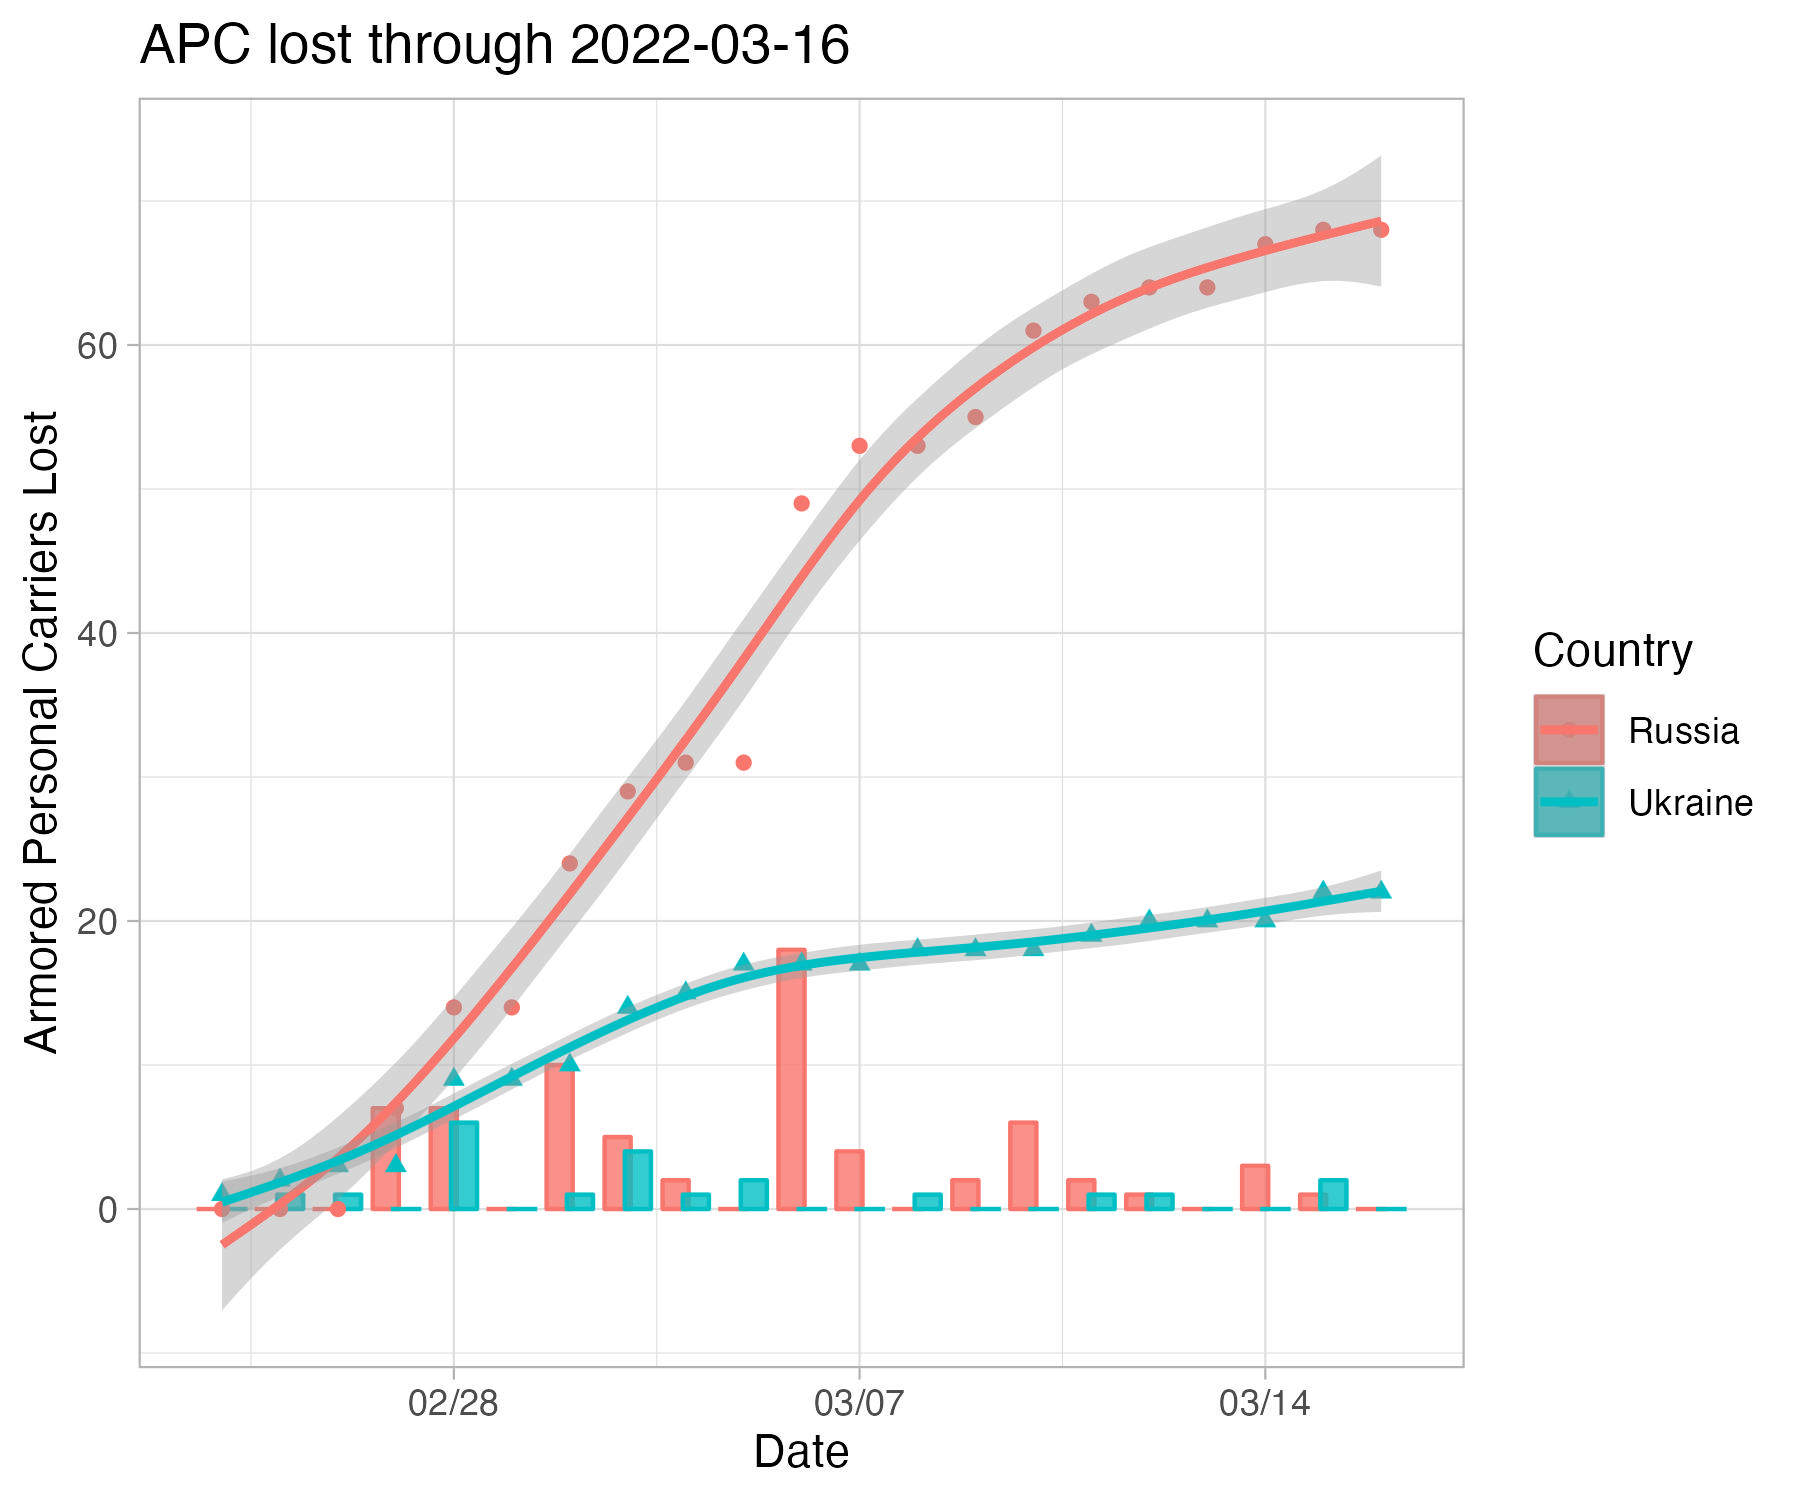 APC lost through 2022-03-16
Armored Personal Carriers Lost
60
40
20
0
02/28
03/07
03/14
Date
Country
Russia
Ukraine